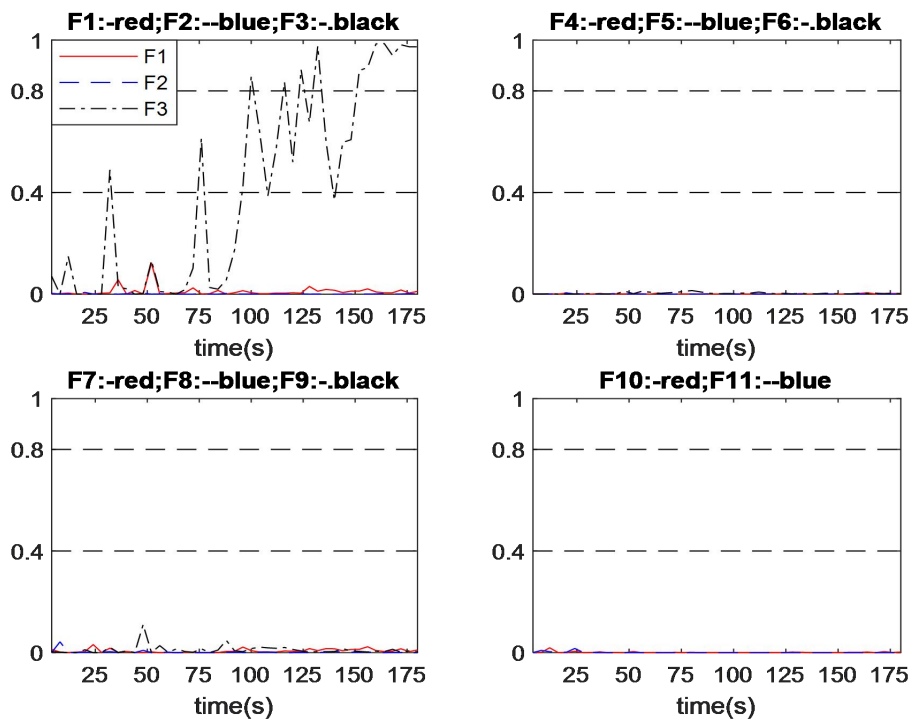 F1:-red;F2:--blue;F3:-.black
1
0.8
0.4
0
F1
F2
F3
25 50 75 100 125 150 175
time(s)
F4:-red;F5:--blue;F6:-.black
1
0.8
0.4
0
25 50 75 100 125 150 175
time(s)
F7:-red;F8:--blue;F9:-.black
1
0.8
0.4
0
25 50 75 100 125 150 175
time(s)
F10:-red;F11:--blue
1
0.8
0.4
0
25 50 75 100 125 150 175
time(s)